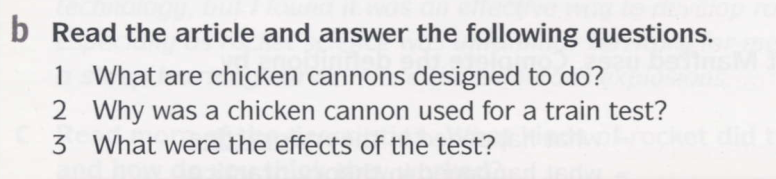 b Read the article and answer the following questions.
1 What are chicken cannons designed to do?
2 Why was a chicken cannon used for a train test?
3 What were the effects of the test?